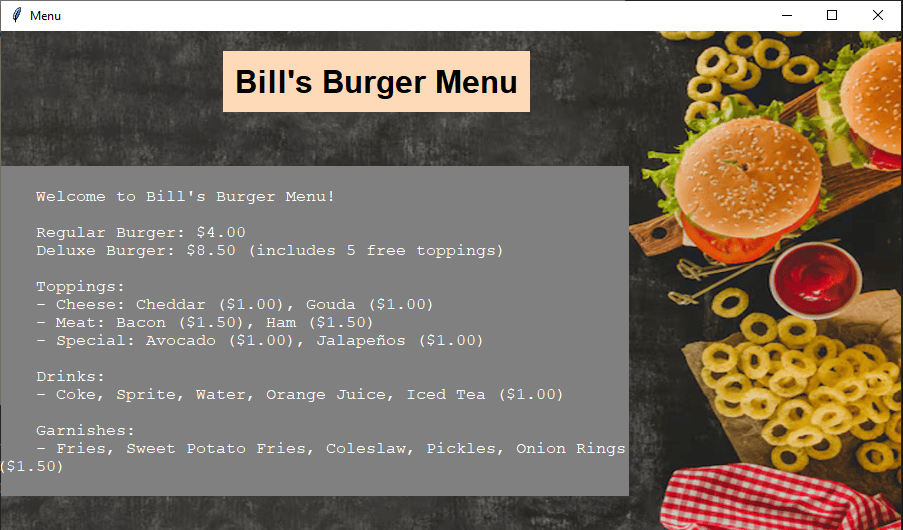 Menu
Bill's Burger Menu
Welcome to Bill's Burger Menu!
Regular Burger: $4.00
Deluxe Burger: $8.50 (includes 5 free toppings)
Toppings:
- Cheese: Cheddar ($1.00), Gouda ($1.00)
- Meat: Bacon ($1.50), Ham ($1.50)
- Special: Avocado ($1.00), Jalapeños ($1.00)
Drinks:
- Coke, Sprite, Water, Orange Juice, Iced Tea ($1.00)
Garnishes:
- Fries, Sweet Potato Fries, Coleslaw, Pickles, Onion Rings
($1.50)